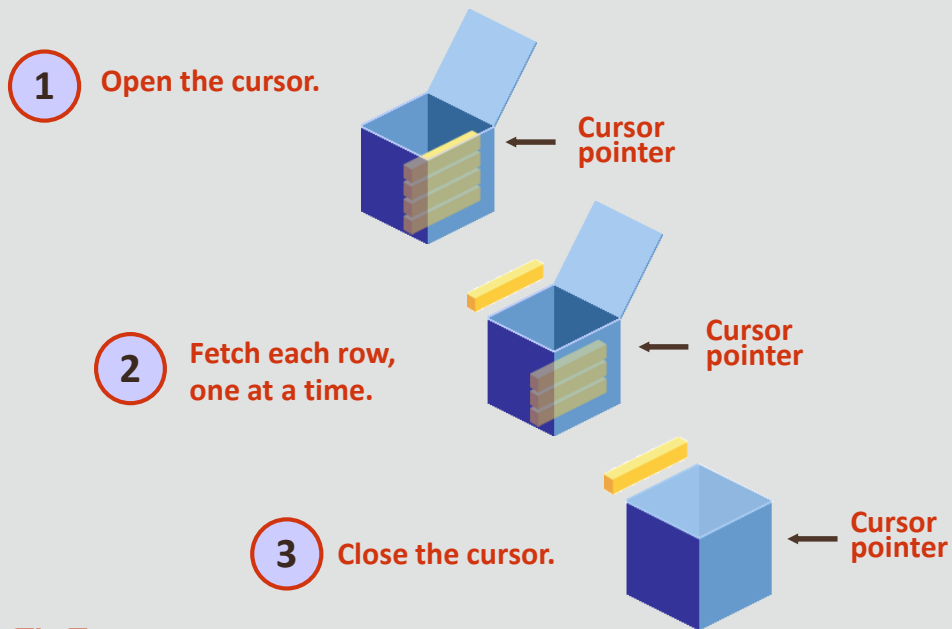 1
Open the cursor.
Cursor
pointer
2
Fetch each row,
one at a time.
Cursor
pointer
3
Close the cursor.
Cursor
pointer